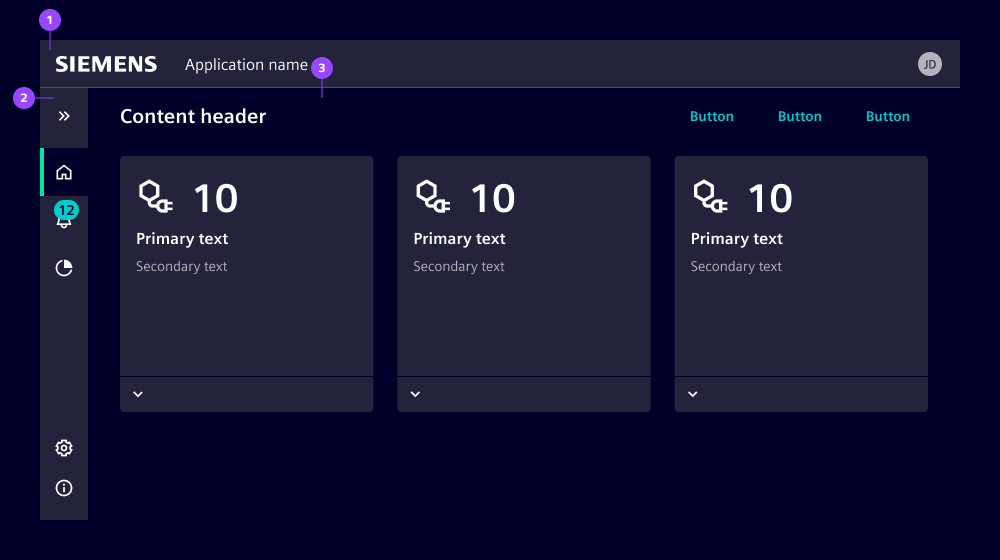 1
SIEMENS Application name 3 JD
2
Content header Button Button Button
12
10 10 10
Primary text Primary text Primary text
Secondary text Secondary text Secondary text